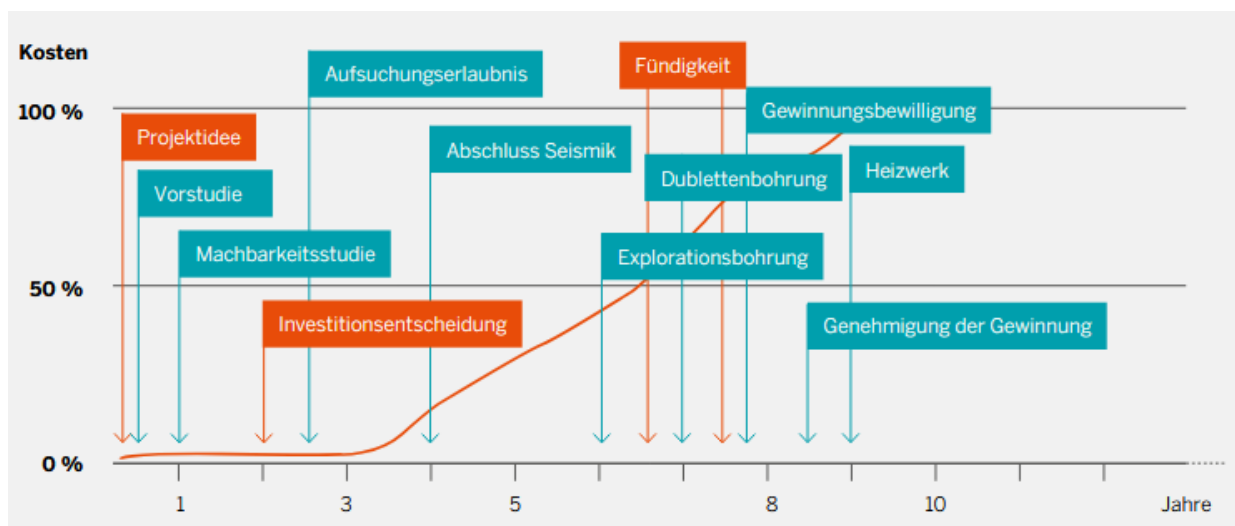 Kosten
Aufsuchungserlaubnis
Fündigkeit
100 %
Gewinnungsbewilligung
Projektidee
Abschluss Seismik
Heizwerk
Dublettenbohrung
Vorstudie
Machbarkeitsstudie
Explorationsbohrung
50 %
Investitionsentscheidung
Genehmigung der Gewinnung
0 %
1 3 5 8 10 Jahre